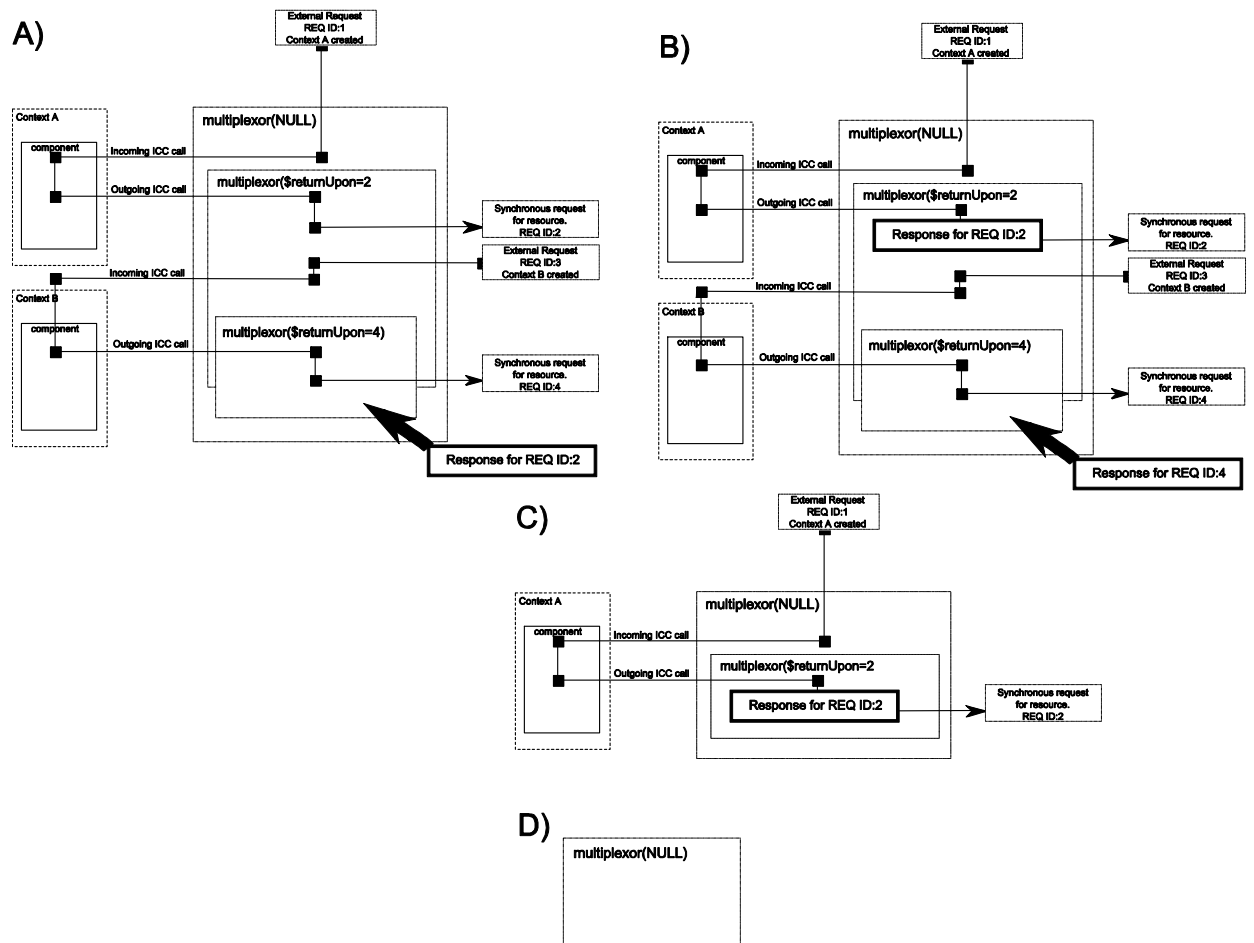 A)
External Request
REQ ID:1
Context A created
multiplexor(NULL)
Context A
component
Incoming ICC call
multiplexor($returnUpon=2
Outgoing ICC call
Synchronous request
for resource.
REQ ID:2
External Request
REQ ID:3
Context B created
Incoming ICC call
Context B
component
multiplexor($returnUpon=4)
Outgoing ICC call
Synchronous request
for resource.
REQ ID:4
Response for REQ ID:2
B)
External Request
REQ ID:1
Context A created
multiplexor(NULL)
Context A
component
Incoming ICC call
multiplexor($returnUpon=2
Outgoing ICC call
Response for REQ ID:2
Synchronous request
for resource.
REQ ID:2
External Request
REQ ID:3
Context B created
Incoming ICC call
Context B
component
multiplexor($returnUpon=4)
Outgoing ICC call
Synchronous request
for resource.
REQ ID:4
Response for REQ ID:4
C)
External Request
REQ ID:1
Context A created
multiplexor(NULL)
Context A
component
Incoming ICC call
multiplexor($returnUpon=2
Outgoing ICC call
Response for REQ ID:2
Synchronous request
for resource.
REQ ID:2
D)
multiplexor(NULL)